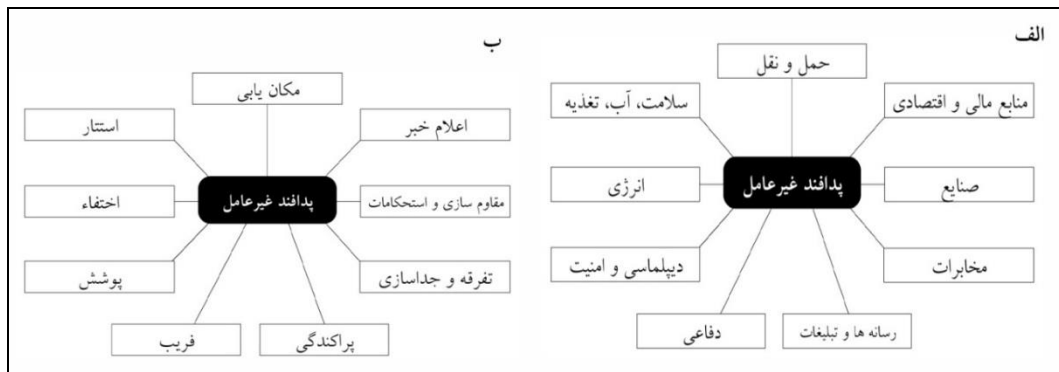 الف
حمل و نقل
منابع مالی و اقتصادی
سلامت، آب، تغذیه
صنایع
پدافند غیرعامل
انرژی
مخابرات
دیپلماسی و امنیت
رسانه ها و تبلیغات
دفاعی
ب
مکان یابی
اعلام خبر
استتار
مقاوم سازی و استحکامات
پدافند غیرعامل
اختفاء
تفرقه و جداسازی
پوشش
پراکندگی
فریب